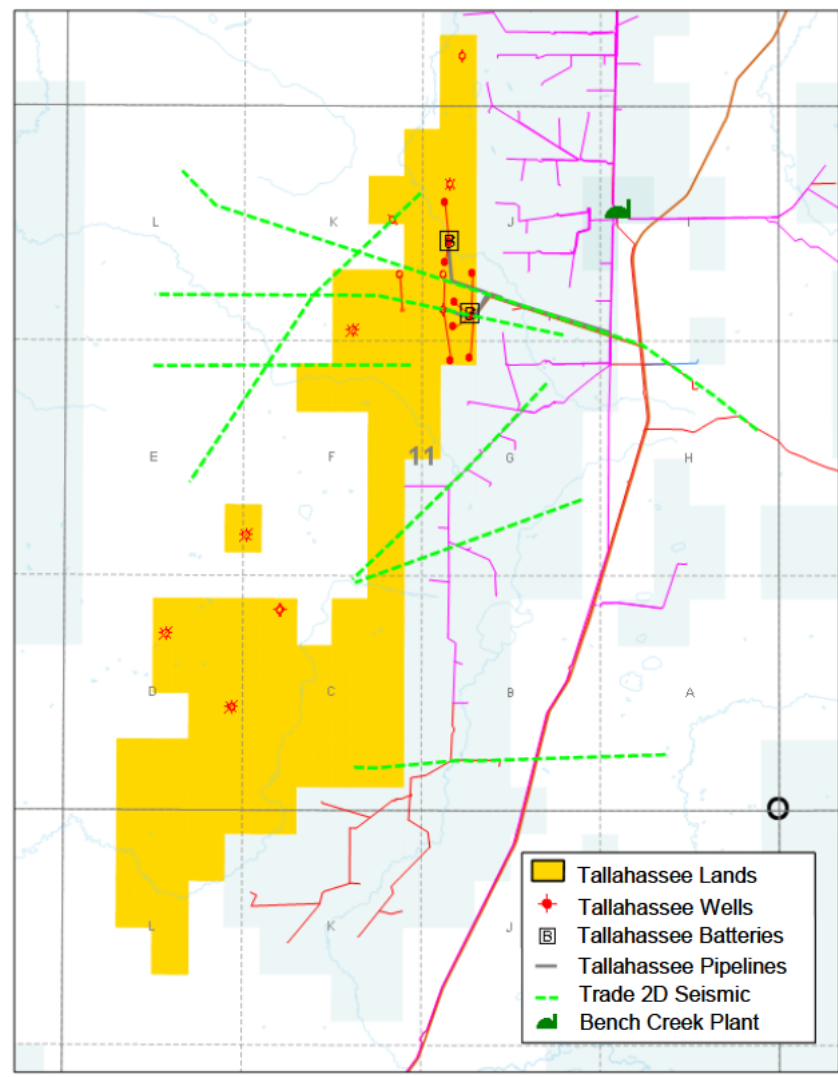 L
K
J
I
B
B
E
F
11
G
H
D
C
B
A
L
K
J
Tallahassee Lands
Tallahassee Wells
B Tallahassee Batteries
Tallahassee Pipelines
Trade 2D Seismic
Bench Creek Plant